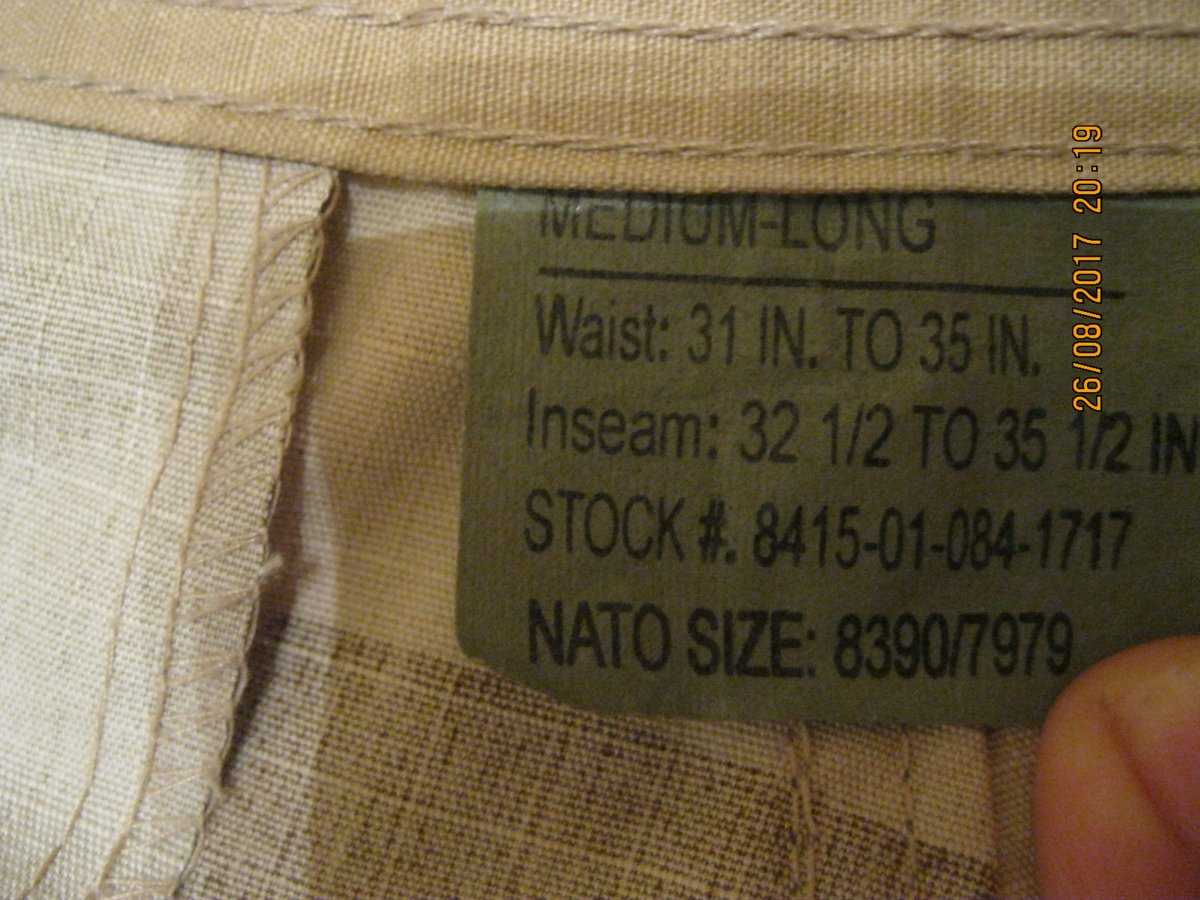 MEDIUM-LONG
Waist: 31 IN. TO 35 IN.
Inseam: 32 1/2 TO 35 1/2 IN
STOCK #. 8415-01-084-1717
NATO SIZE: 8390/7979
26/08/2017 20:19